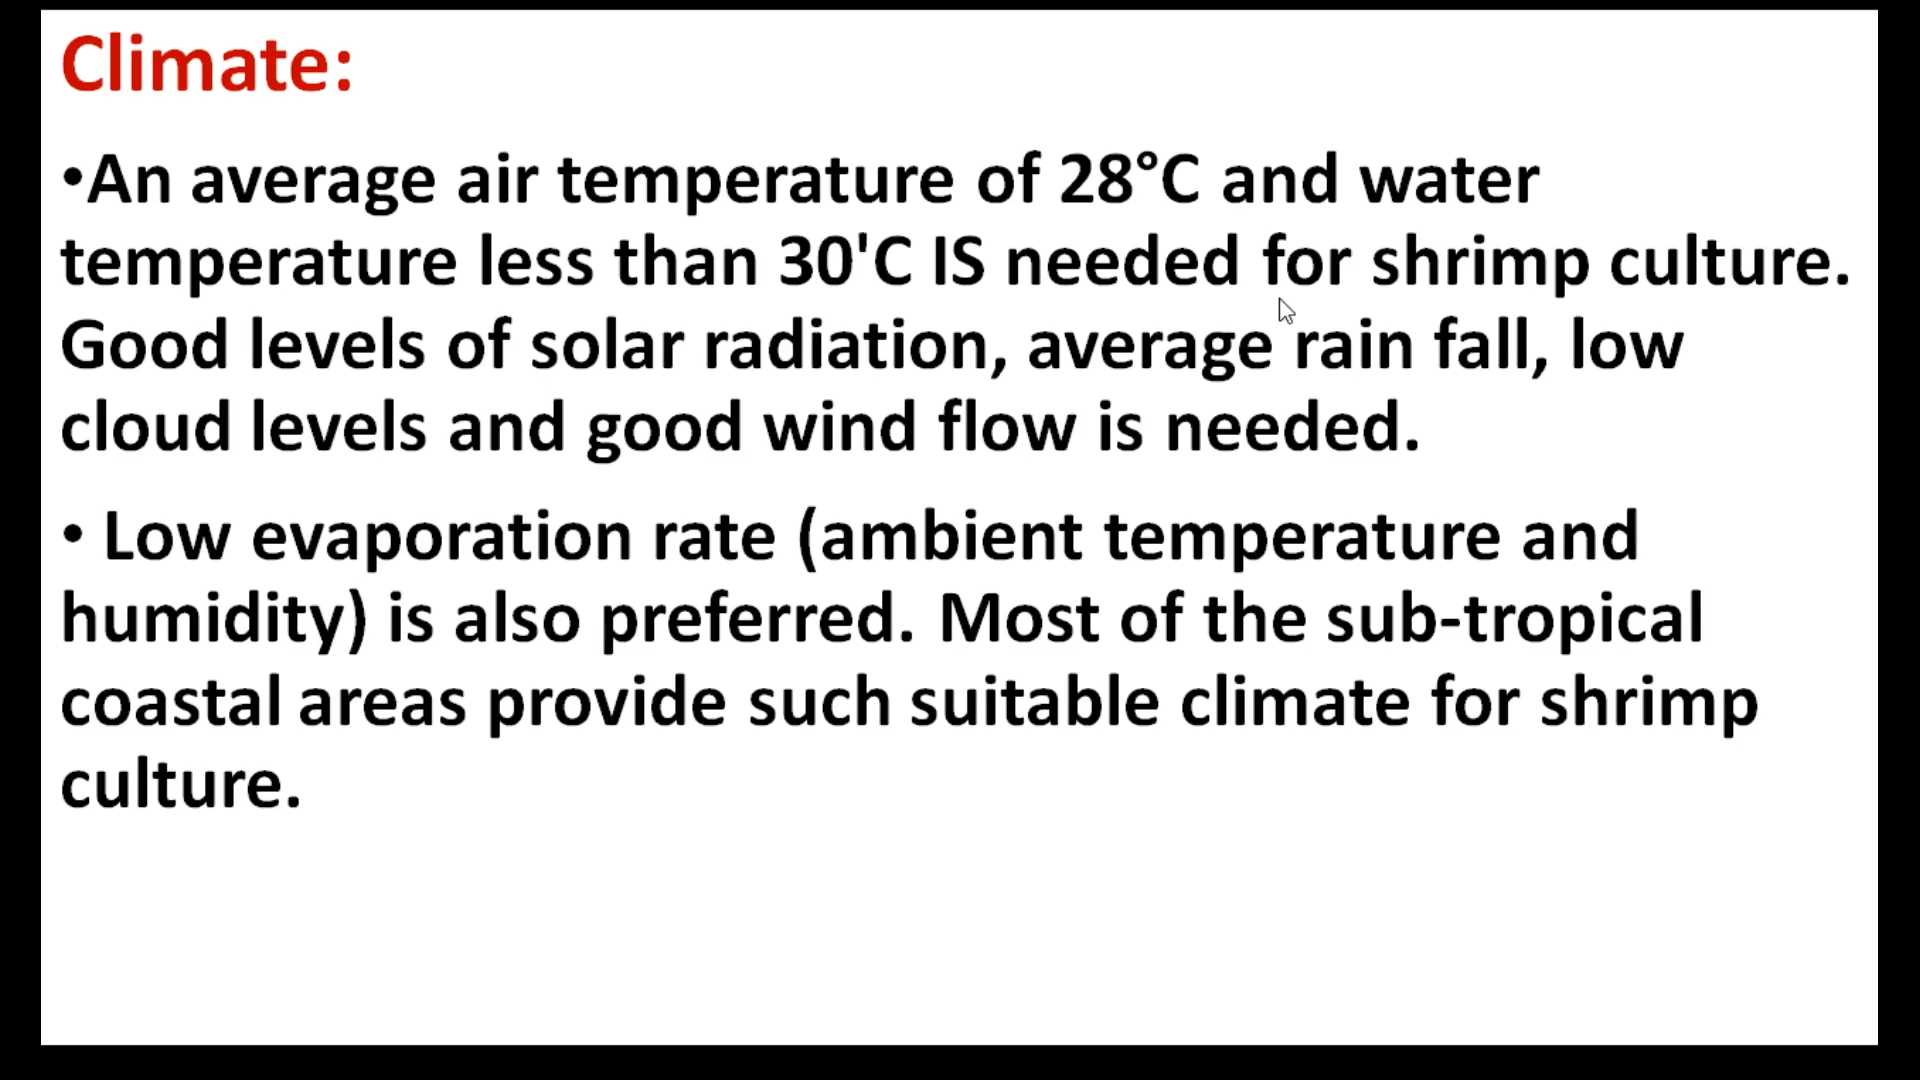 Climate:
•An average air temperature of 28°C and water
temperature less than 30'C IS needed for shrimp culture.
Good levels of solar radiation, average rain fall, low
cloud levels and good wind flow is needed.
• Low evaporation rate (ambient temperature and
humidity) is also preferred. Most of the sub-tropical
coastal areas provide such suitable climate for shrimp
culture.